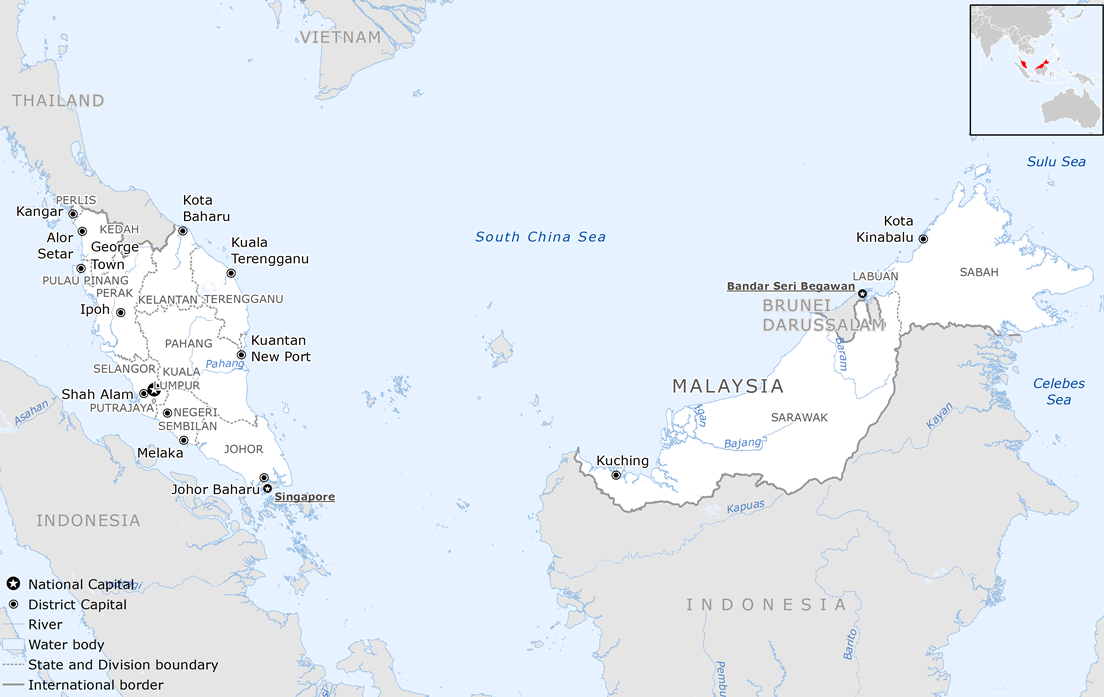 VIETNAM
THAILAND
Sulu Sea
PERLIS
Kangar
Kota
Baharu
KEDAH
Alor
Setar
George
Town
Kuala
Terengganu
Kota
Kinabalu
South China Sea
PULAU PINANG
PERAK
LABUAN
SABAH
Bandar Seri Begawan
KELANTAN
TERENGGANU
BRUNEI
DARUSSALAM
Ipoh
PAHANG
Kuantan
New Port
Baram
Pahang
SELANGOR
KUALA
LUMPUR
MALAYSIA
Celebes
Sea
Shah Alam
PUTRAJAYA
NEGERI
SEMBILAN
Asahan
Igan
SARAWAK
Kayan
Melaka
JOHOR
Bajang
Kuching
Johor Baharu
Singapore
Kapuas
INDONESIA
INDONESIA
National Capital
District Capital
River
Water body
State and Division boundary
International border
Barito